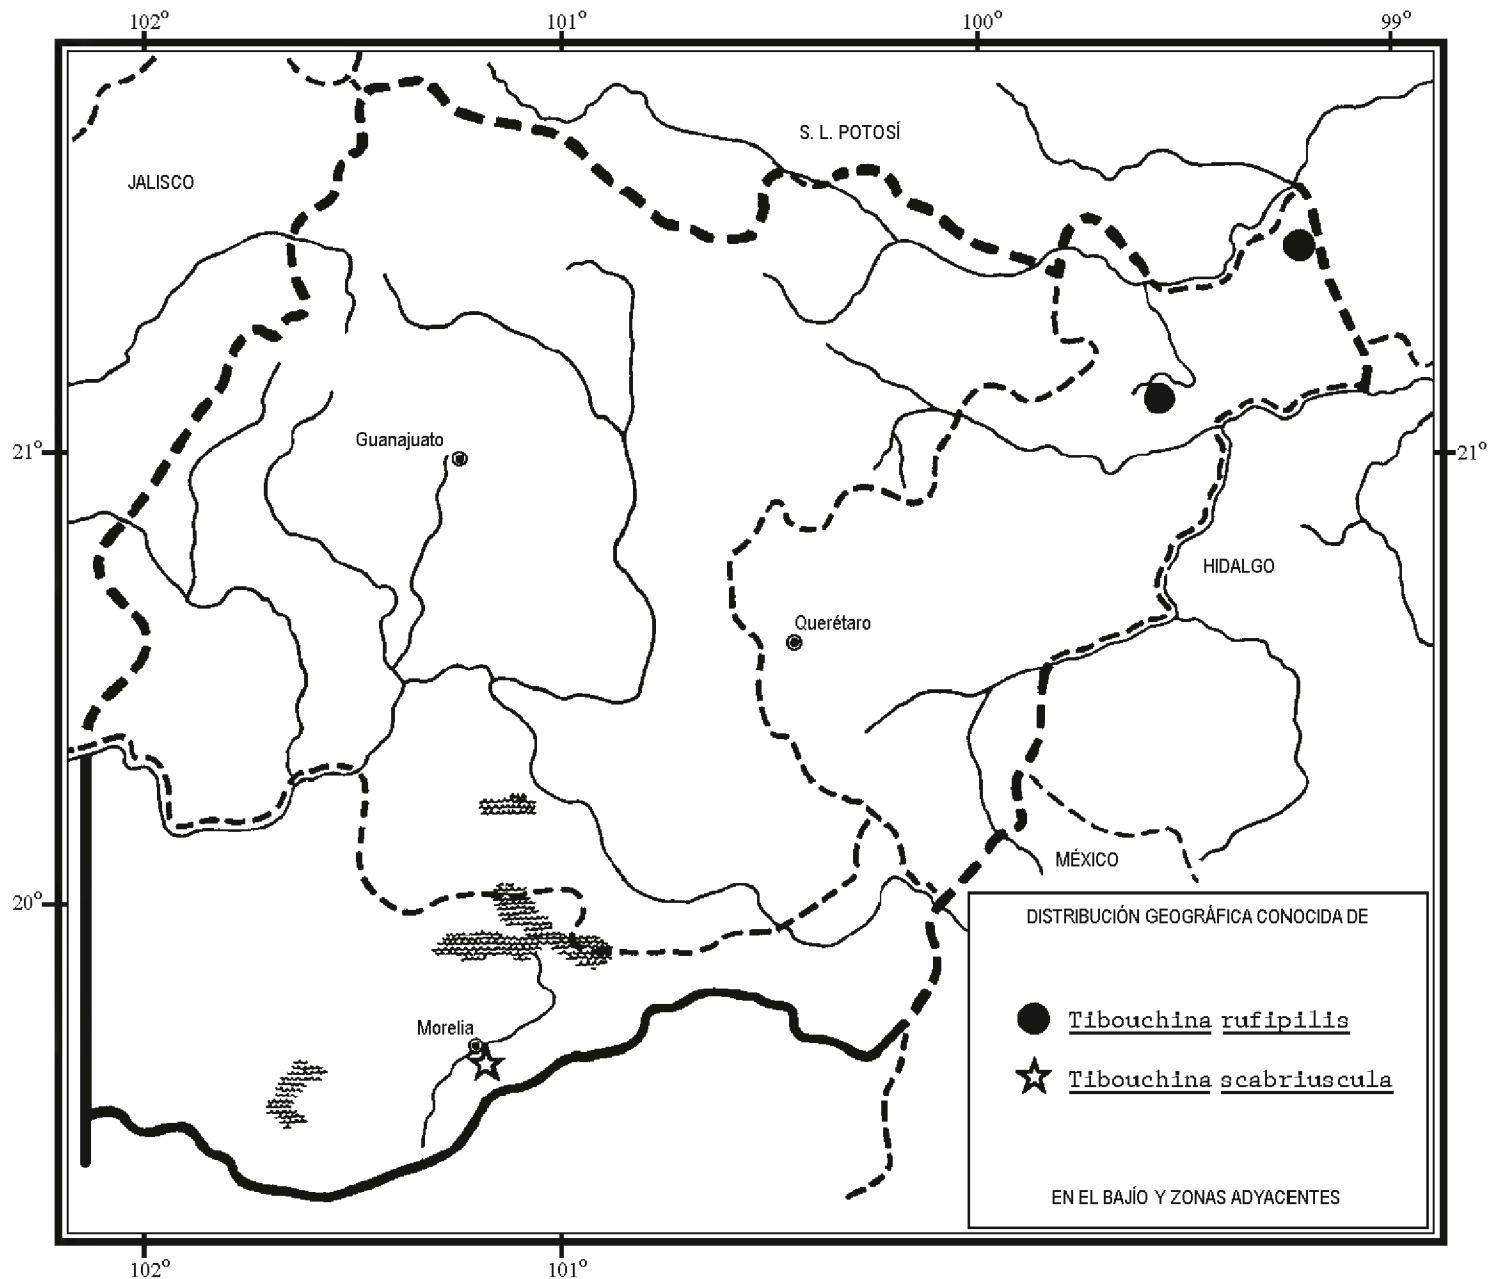 102° 101° 100° 99°
S. L. POTOSÍ
JALISCO
Guanajuato
21° 21°
HIDALGO
Querétaro
MÉXICO
20°
DISTRIBUCIÓN GEOGRÁFICA CONOCIDA DE
Tibouchina rufipilis
Morelia
Tibouchina scabriuscula
EN EL BAJÍO Y ZONAS ADYACENTES
102° 101°